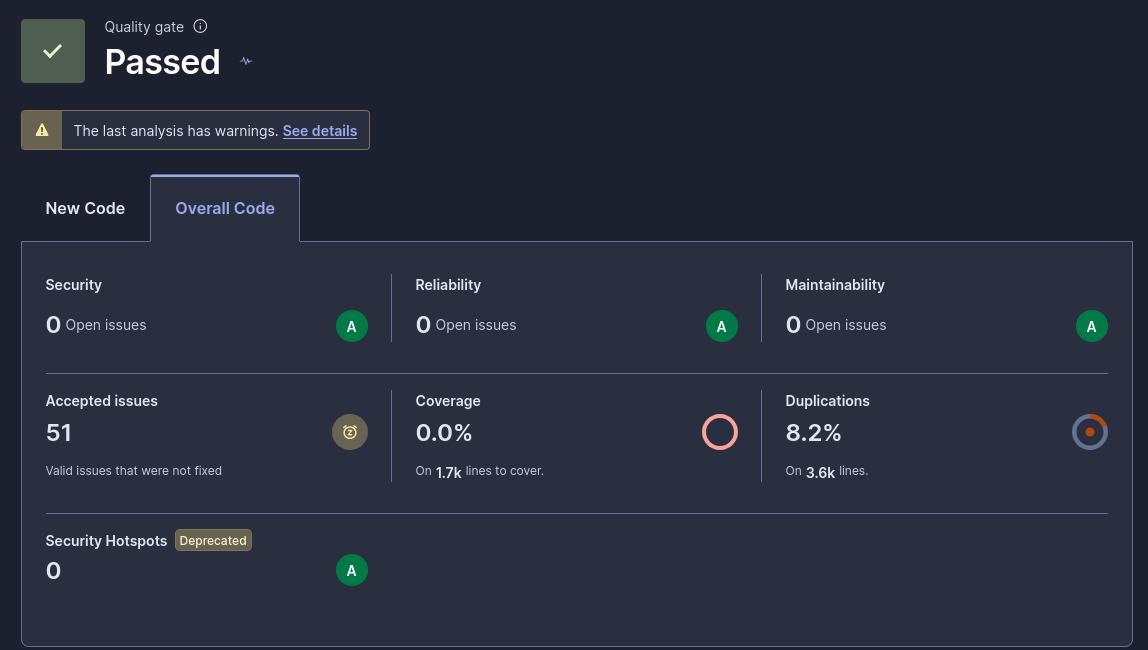 Quality gate
Passed
The last analysis has warnings. See details
New Code
Overall Code
Security
0 Open issues
A
Reliability
0 Open issues
A
Maintainability
0 Open issues
A
Accepted issues
51
Valid issues that were not fixed
Coverage
0.0%
On 1.7k lines to cover.
Duplications
8.2%
On 3.6k lines.
Security Hotspots Deprecated
0
A